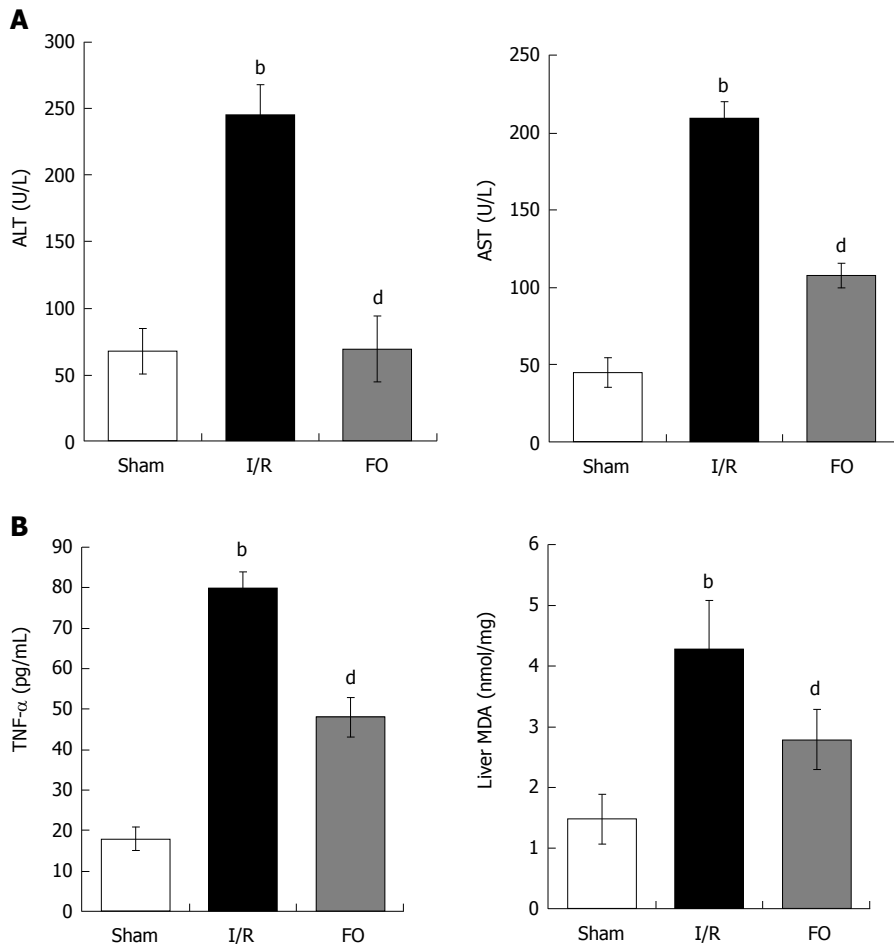 A
300
250
200
150
100
50
0
ALT (U/L)
b
d
Sham I/R FO
250
200
150
100
50
0
AST (U/L)
b
d
Sham I/R FO
B
90
80
70
60
50
40
30
20
10
0
TNF-α (pg/mL)
b
d
Sham I/R FO
6
5
4
3
2
1
0
Liver MDA (nmol/mg)
b
d
Sham I/R FO